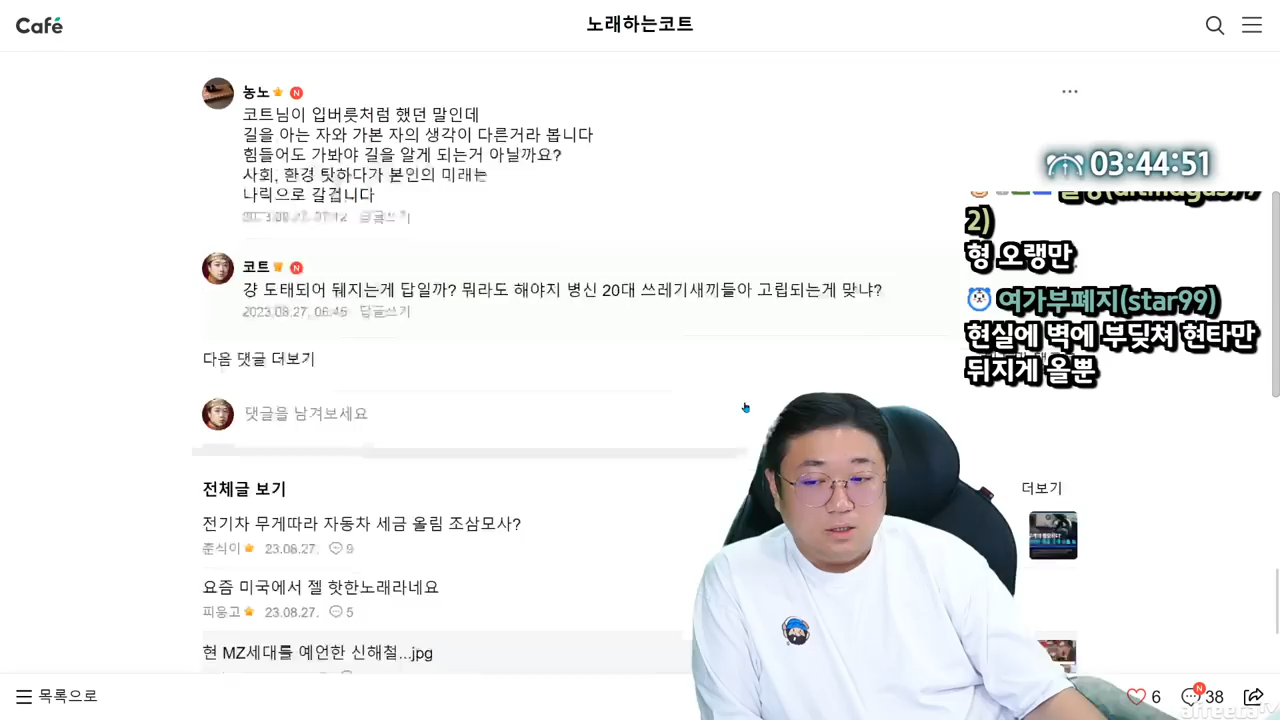 Café
노래하는코트
농노
코트님이 입버릇처럼 했던 말인데
길을 아는 자와 가본 자의 생각이 다른거라 봅니다
힘들어도 가봐야 길을 알게 되는거 아닐까요?
사회, 환경 탓하다가 본인의 미래는
나락으로 갈겁니다
03:44:51
2)
형 오랭만
코트
걍 도태되어 뒈지는게 답일까? 뭐라도 해야지 병신 20대 쓰레기새끼들아 고립되는게 맞냐?
2023.08.27. 06:46 답글쓰기
여가부폐지(star99)
현실에 벽에 부딪쳐 현타만
뒤지게 올뿐
다음 댓글 더보기
댓글을 남겨보세요
전체글 보기
더보기
전기차 무게따라 자동차 세금 올림 조삼모사?
준식이 23.08.27. 9
요즘 미국에서 젤 핫한노래라네요
피웅고 23.08.27. 5
현 MZ세대를 예언한 신해철...jpg
목록으로
6
38
afreecaTV